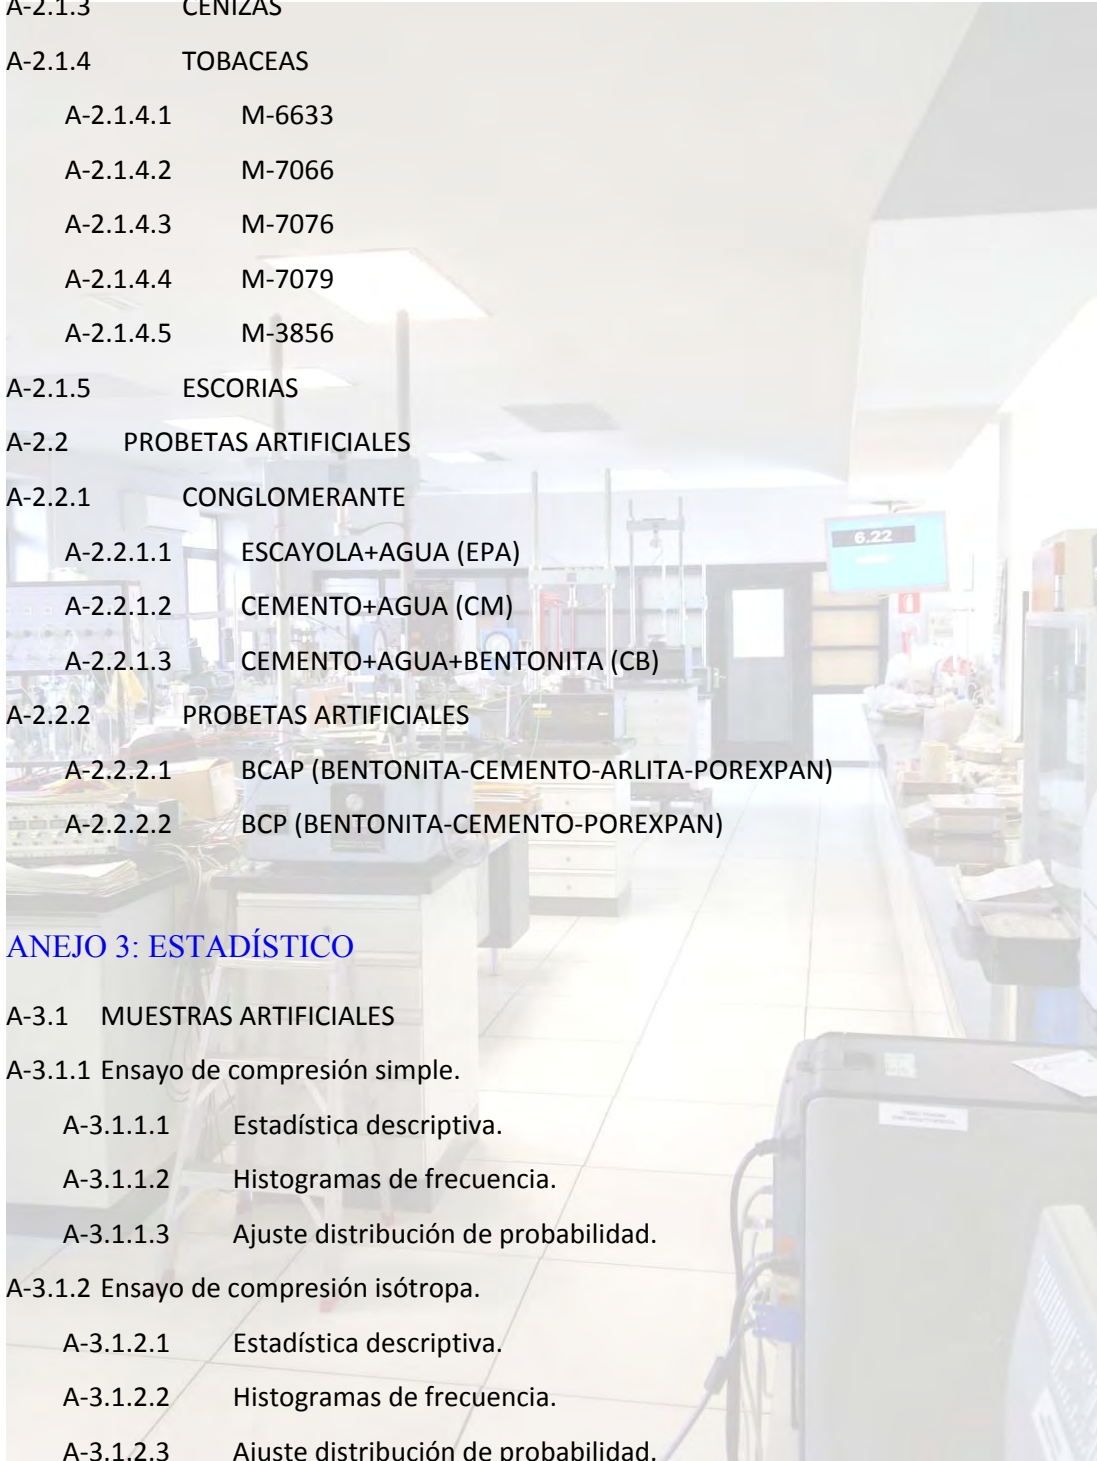 A-2.1.3 CENIZAS
A-2.1.4 TOBACEAS
A-2.1.4.1 M-6633
A-2.1.4.2 M-7066
A-2.1.4.3 M-7076
A-2.1.4.4 M-7079
A-2.1.4.5 M-3856
A-2.1.5 ESCORIAS
A-2.2 PROBETAS ARTIFICIALES
A-2.2.1 CONGLOMERANTE
A-2.2.1.1 ESCAYOLA+AGUA (EPA)
6.22
A-2.2.1.2 CEMENTO+AGUA (CM)
A-2.2.1.3 CEMENTO+AGUA+BENTONITA (CB)
A-2.2.2 PROBETAS ARTIFICIALES
A-2.2.2.1 BCAP (BENTONITA-CEMENTO-ARLITA-POREXPAN)
A-2.2.2.2 BCP (BENTONITA-CEMENTO-POREXPAN)
ANEJO 3: ESTADÍSTICO
A-3.1 MUESTRAS ARTIFICIALES
A-3.1.1 Ensayo de compresión simple.
A-3.1.1.1 Estadística descriptiva.
A-3.1.1.2 Histogramas de frecuencia.
A-3.1.1.3 Ajuste distribución de probabilidad.
A-3.1.2 Ensayo de compresión isótropa.
A-3.1.2.1 Estadística descriptiva.
A-3.1.2.2 Histogramas de frecuencia.
A-3.1.2.3 Ajuste distribución de probabilidad.